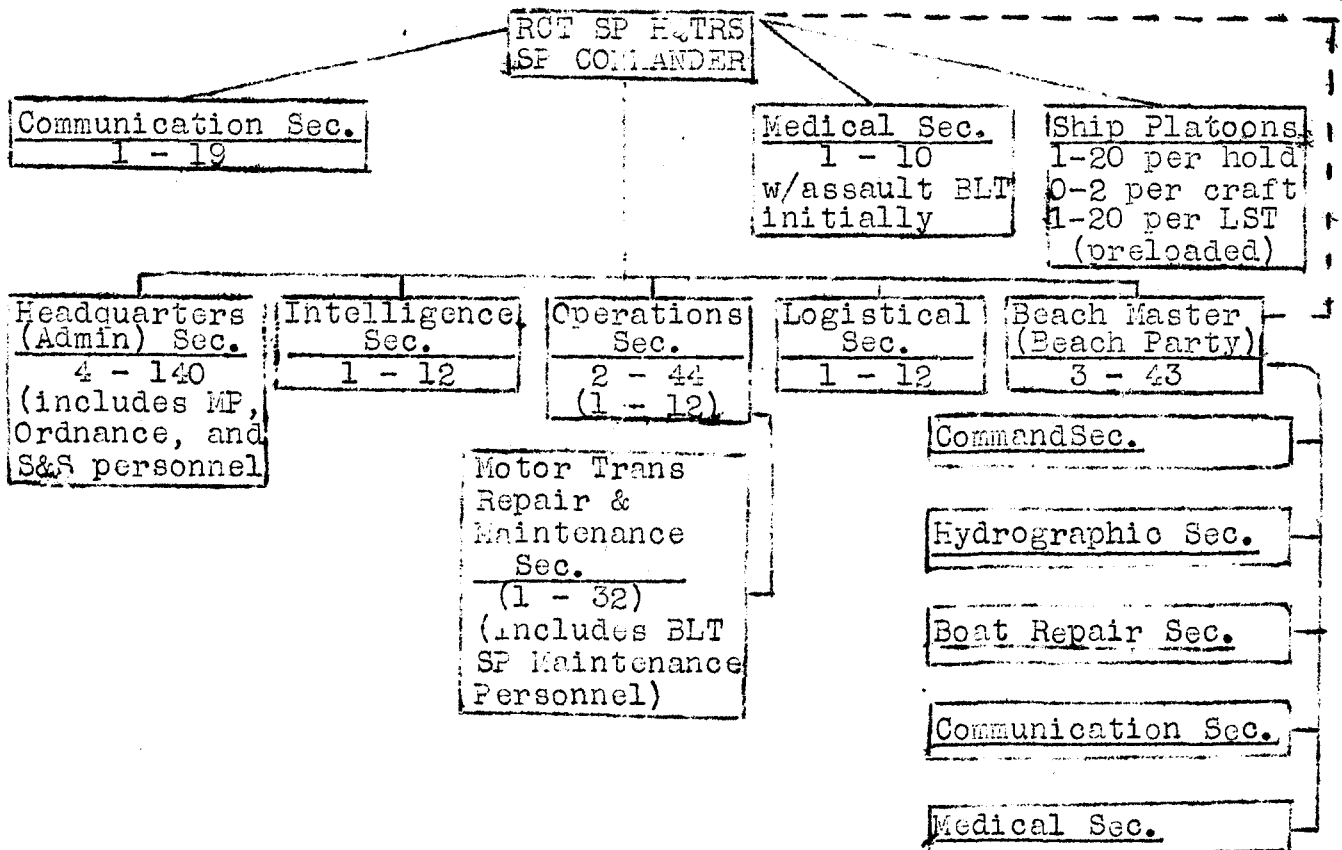 RCT SP HQTRS
SP COMMANDER
Communication Sec.
1 - 19
Medical Sec.
1 - 10
w/assault BLT
initially
Ship Platoons
1-20 per hold
0-2 per craft
1-20 per LST
(preloaded)
Headquarters
(Admin) Sec.
4 - 140
(includes MP,
Ordnance, and
S&S personnel
Intelligence
Sec.
1 - 12
Operations
Sec.
2 - 44
(1 - 12)
Logistical
Sec.
1 - 12
Beach Master
(Beach Party)
3 - 43
Motor Trans
Repair &
Maintenance
Sec.
(1 - 32)
(includes BLT
SP Maintenance
Personnel)
CommandSec.
Hydrographic Sec.
Boat Repair Sec.
Communication Sec.
Medical Sec.